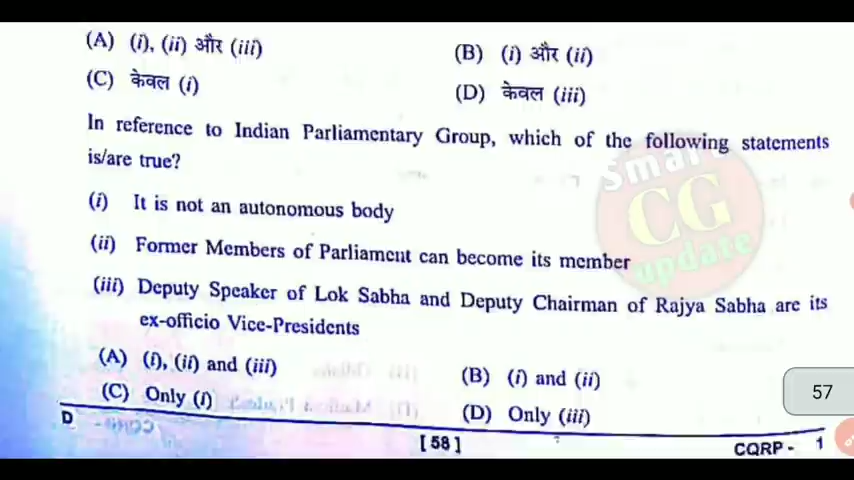 (A) (i), (ii) और (iii)
(B) (i) और (ii)
(C) केवल (i)
(D) केवल (iii)
In reference to Indian Parliamentary Group, which of the following statements
is/are true?
(i) It is not an autonomous body
(ii) Former Members of Parliament can become its member
(iii) Deputy Speaker of Lok Sabha and Deputy Chairman of Rajya Sabha are its
ex-officio Vice-Presidents
(A) (i), (ii) and (iii)
(B) (i) and (ii)
(C) Only (i)
(D) Only (iii)
D
[ 58 ]
CQRP - 1
Smart
CG
update
57